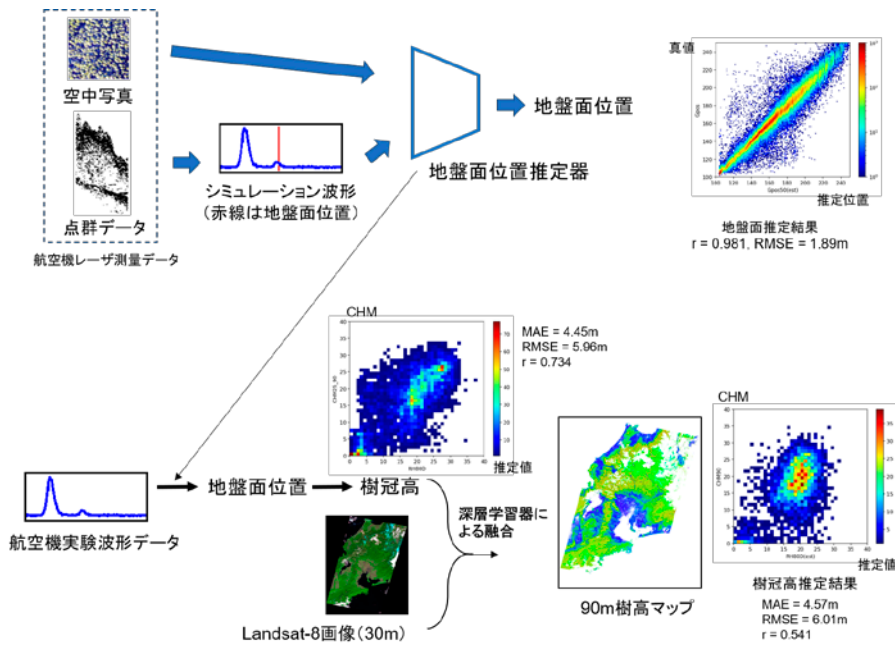 空中写真
点群データ
航空機レーザ測量データ
シミュレーション波形
(赤線は地盤面位置)
地盤面位置推定器
地盤面位置
真値
推定位置
地盤面推定結果
r = 0.981, RMSE = 1.89m
CHM
MAE = 4.45m
RMSE = 5.96m
r = 0.734
推定値
航空機実験波形データ
地盤面位置
樹冠高
Landsat-8画像(30m)
深層学習器に
よる融合
90m樹高マップ
CHM
推定値
樹冠高推定結果
MAE = 4.57m
RMSE = 6.01m
r = 0.541